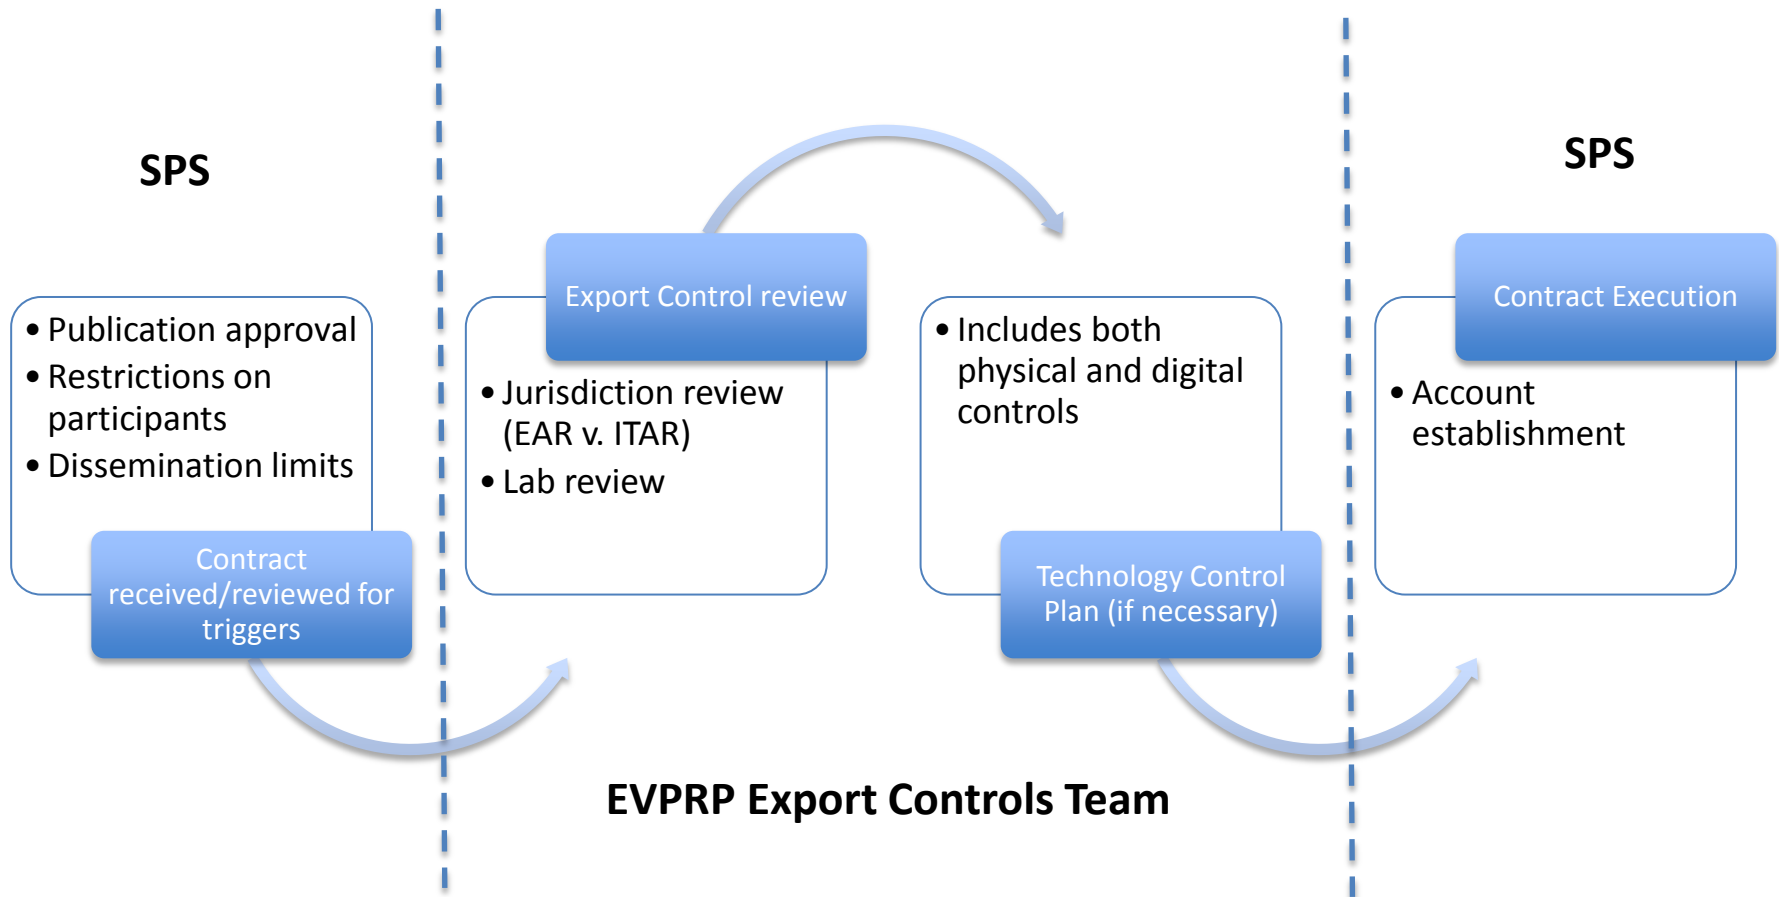 SPS
• Publication approval
• Restrictions on
participants
• Dissemination limits
Contract
received/reviewed for
triggers
Export Control review
• Jurisdiction review
(EAR v. ITAR)
• Lab review
• Includes both
physical and digital
controls
Technology Control
Plan (if necessary)
EVPRP Export Controls Team
SPS
Contract Execution
• Account
establishment